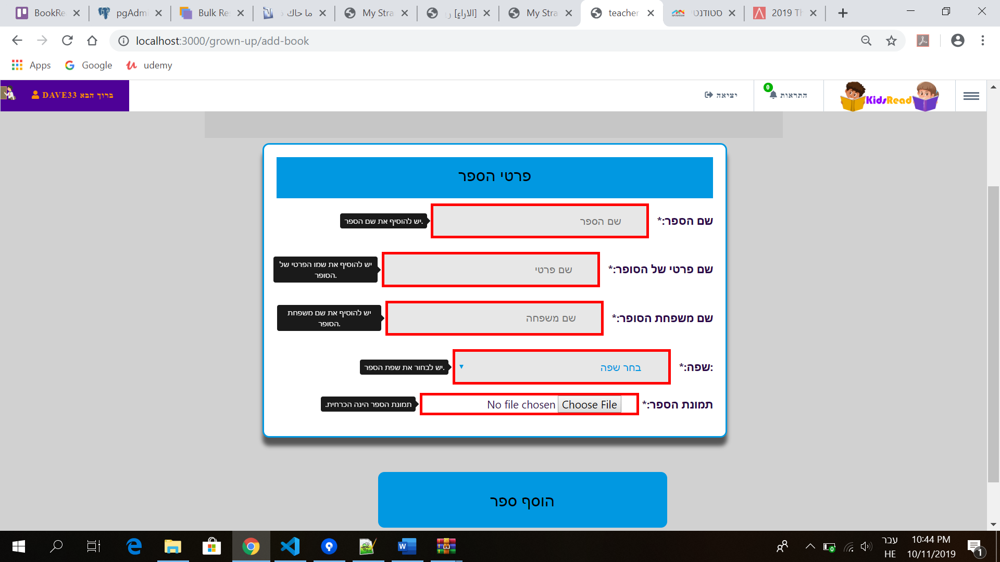 BookRe
pgAdmi
Bulk Re
ما حاك
My Stra
[الاراء]
My Stra
teacher
סטודנט
2019 Th
localhost:3000/grown-up/add-book
Apps
Google
udemy
ברוך הבא DAVE33
יציאה
התראות
0
KidsRead
פרטי הספר
שם הספר:*
שם הספר
יש להוסיף את שם הספר.
שם פרטי של הסופר:*
שם פרטי
יש להוסיף את שמו הפרטי של
הסופר.
שם משפחת הסופר:*
שם משפחה
יש להוסיף את שם משפחת
הסופר.
:שפה:*
בחר שפה
יש לבחור את שפת הספר.
תמונת הספר:*
Choose File
No file chosen
תמונת הספר הינה הכרחית.
הוסף ספר
עבר
HE
10:44 PM
10/11/2019
1